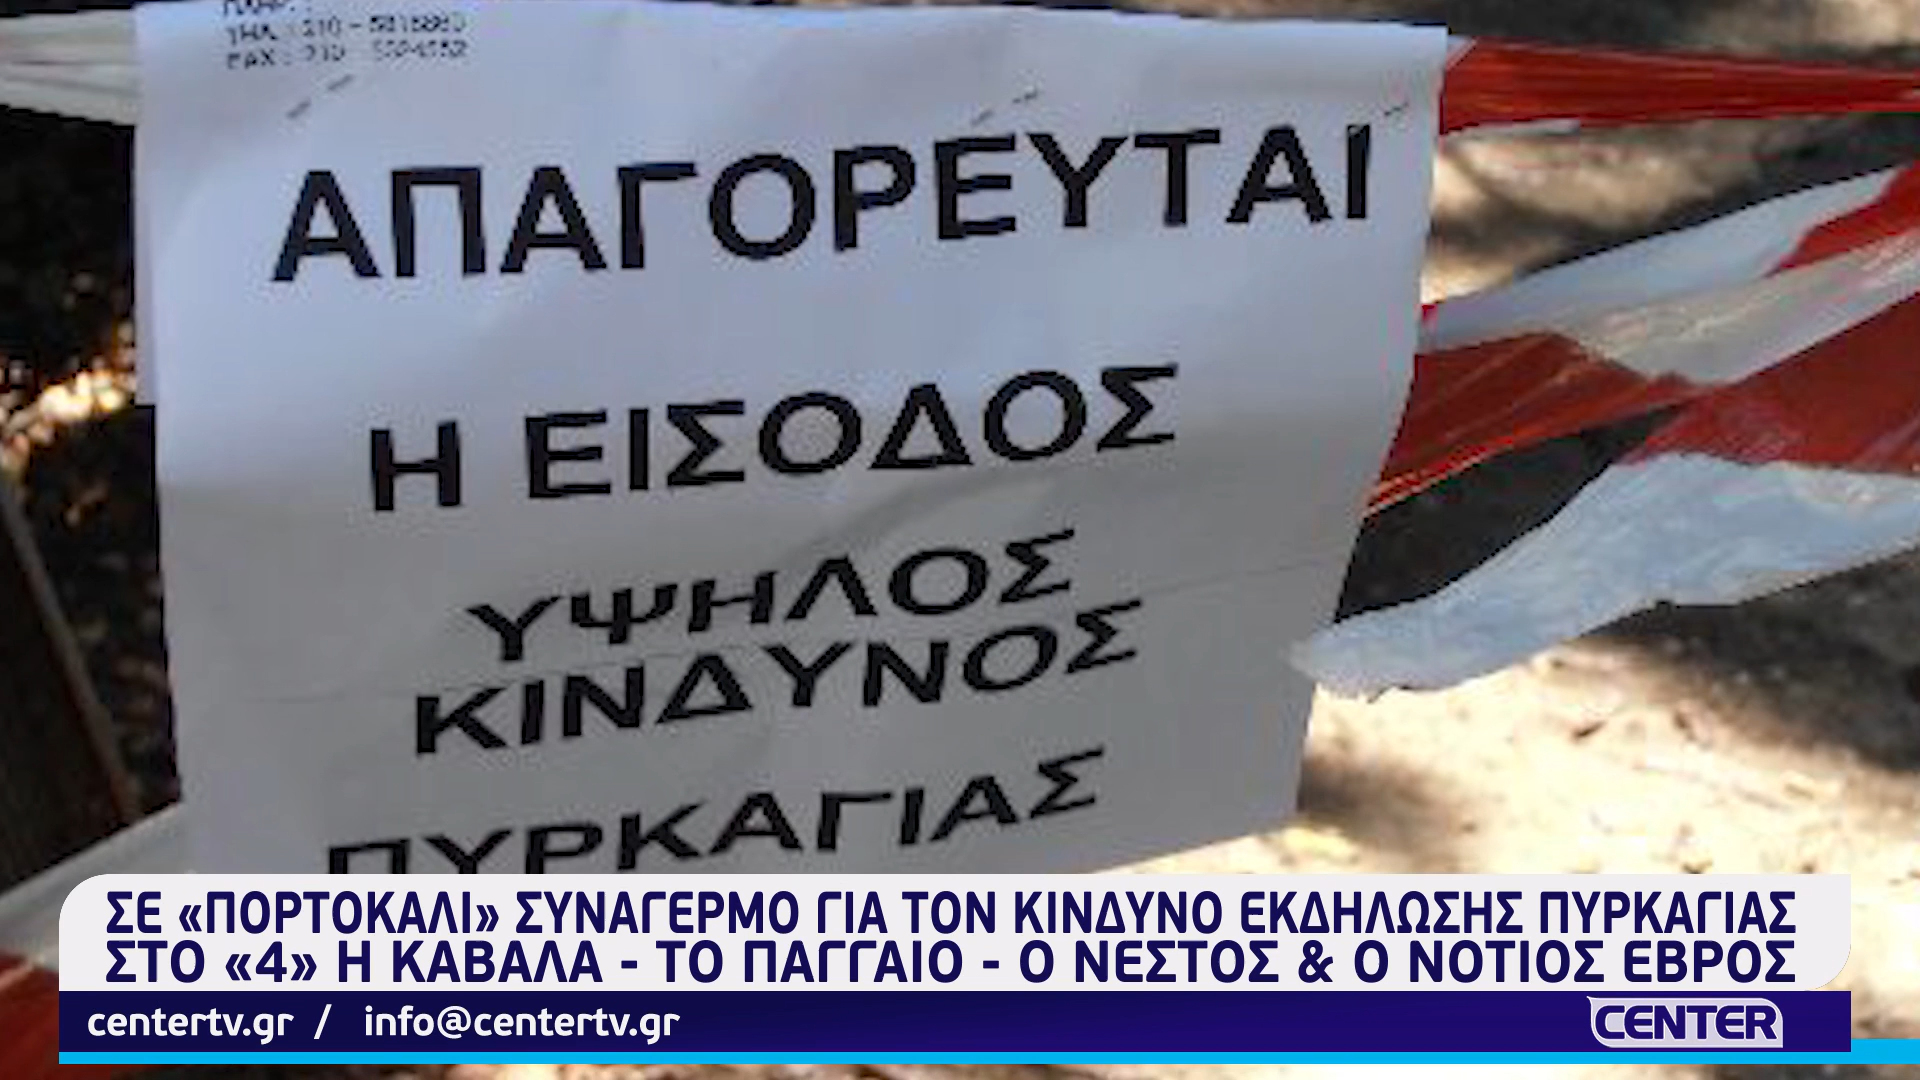 ΑΠΑΓΟΡΕΥΤΑΙ
Η ΕΙΣΟΔΟΣ
ΥΨΗΛΟΣ
ΚΙΝΔΥΝΟΣ
ΠΥΡΚΑΓΙΑΣ
ΣΕ «ΠΟΡΤΟΚΑΛΙ» ΣΥΝΑΓΕΡΜΟ ΓΙΑ ΤΟΝ ΚΙΝΔΥΝΟ ΕΚΔΗΛΩΣΗΣ ΠΥΡΚΑΓΙΑΣ
ΣΤΟ «4» Η ΚΑΒΑΛΑ - ΤΟ ΠΑΓΓΑΙΟ - Ο ΝΕΣΤΟΣ & Ο ΝΟΤΙΟΣ ΕΒΡΟΣ
centertv.gr / info@centertv.gr
CENTER